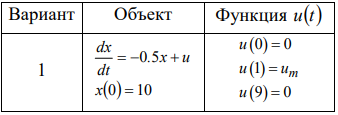 Вариант Объект Функция u(t)
1
dx/dt = -0.5x + u
x(0) = 10
u(0) = 0
u(1) = u_m
u(9) = 0